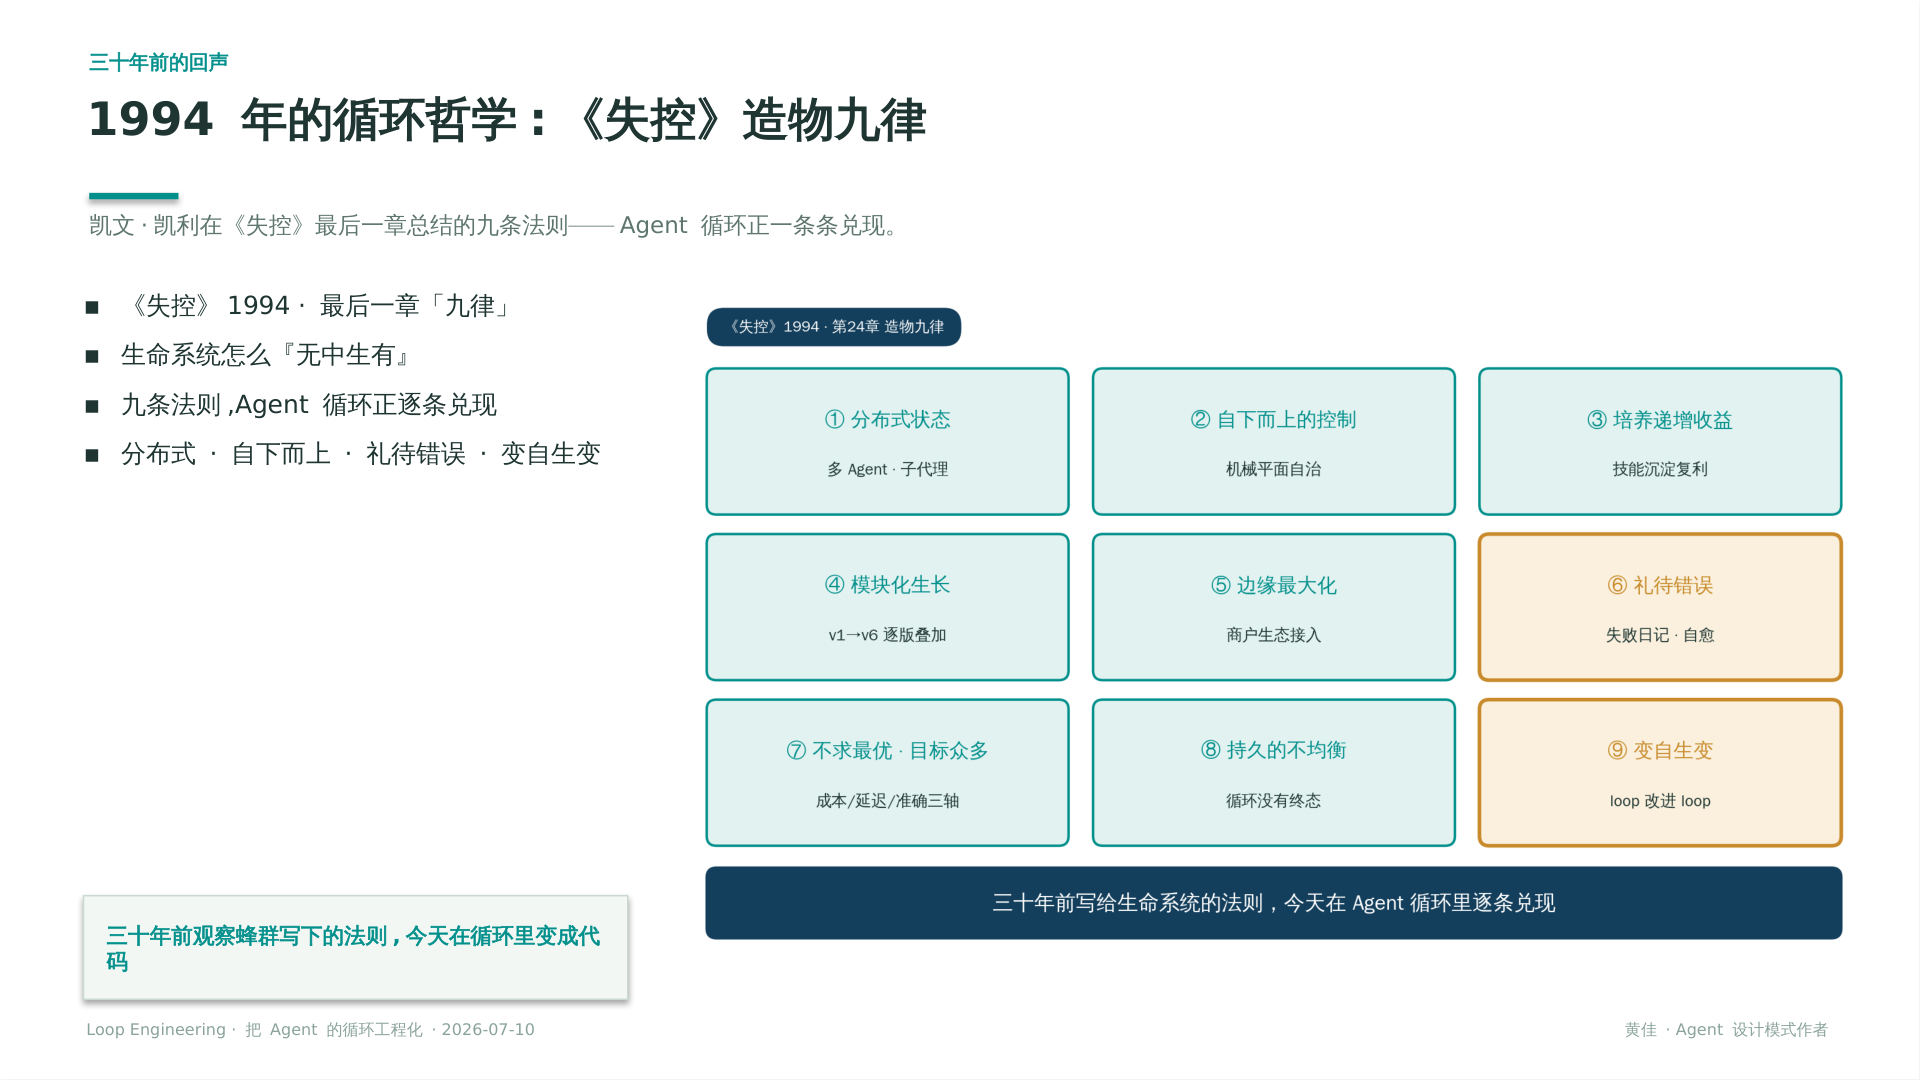 三十年前的回声
1994 年的循环哲学：《失控》造物九律
凯文 · 凯利在《失控》最后一章总结的九条法则—— Agent 循环正一条条兑现。
▪ 《失控》 1994 · 最后一章「九律」
▪ 生命系统怎么『无中生有』
▪ 九条法则 ,Agent 循环正逐条兑现
▪ 分布式 · 自下而上 · 礼待错误 · 变自生变
三十年前观察蜂群写下的法则 , 今天在循环里变成代
码
《失控》1994 · 第24章 造物九律
① 分布式状态
多 Agent · 子代理
② 自下而上的控制
机械平面自治
③ 培养递增收益
技能沉淀复利
④ 模块化生长
v1→v6 逐版叠加
⑤ 边缘最大化
商户生态接入
⑥ 礼待错误
失败日记 · 自愈
⑦ 不求最优 · 目标众多
成本/延迟/准确三轴
⑧ 持久的不均衡
循环没有终态
⑨ 变自生变
loop 改进 loop
三十年前写给生命系统的法则，今天在 Agent 循环里逐条兑现
Loop Engineering · 把 Agent 的循环工程化 · 2026-07-10
黄佳 · Agent 设计模式作者